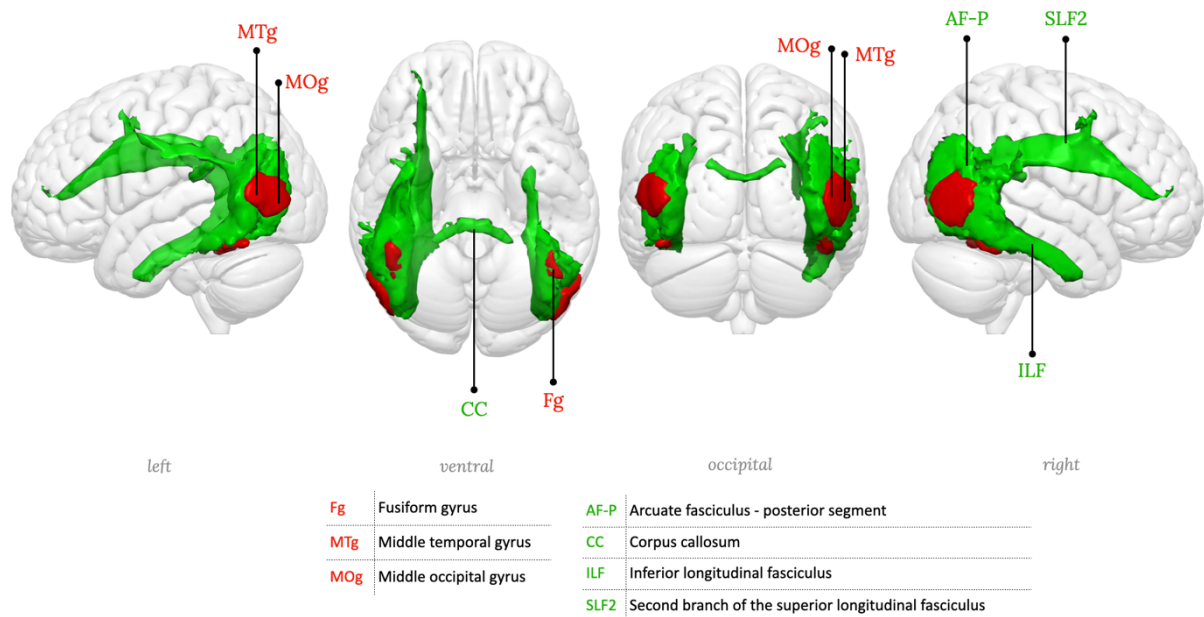 MTg
MOg
MOg
MTg
AF-P
SLF2
CC
Fg
ILF
left
ventral
occipital
right
Fg Fusiform gyrus
MTg Middle temporal gyrus
MOg Middle occipital gyrus
AF-P Arcuate fasciculus - posterior segment
CC Corpus callosum
ILF Inferior longitudinal fasciculus
SLF2 Second branch of the superior longitudinal fasciculus